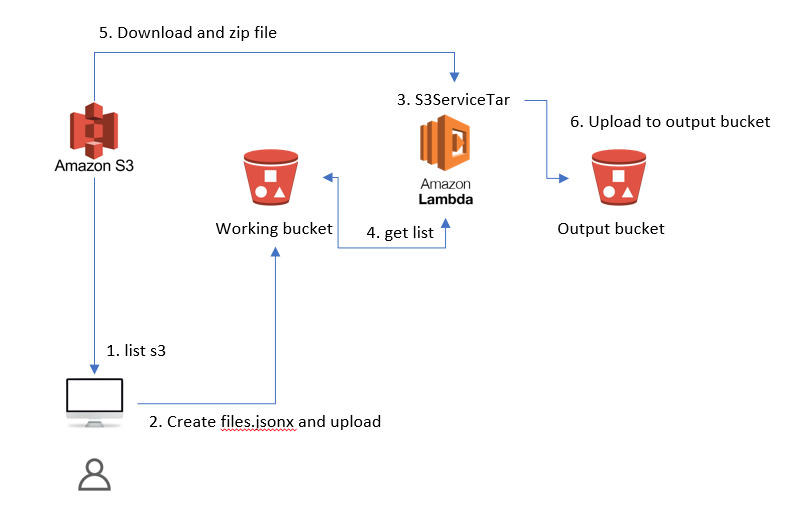 5. Download and zip file
3. S3ServiceTar
6. Upload to output bucket
Amazon S3
Amazon
Lambda
Working bucket
4. get list
Output bucket
1. list s3
2. Create files.jsonx and upload